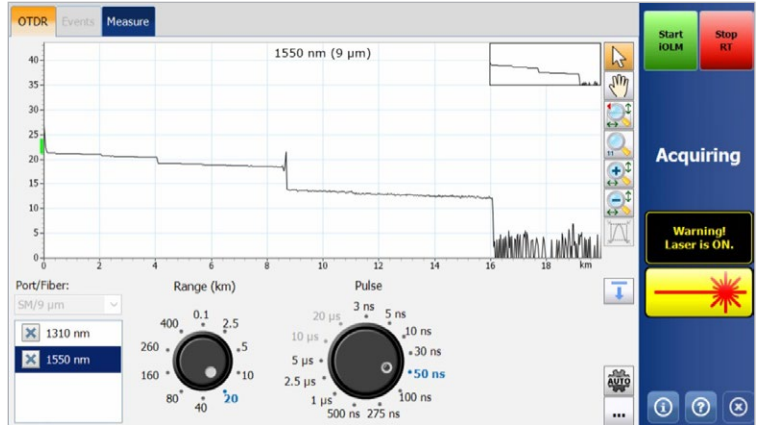 OTDR Events Measure
1550 nm (9 µm)
40
35
30
25
20
15
10
5
0
0 2 4 6 8 10 12 14 16 18 km
Port/Fiber:
SM/9 µm
1310 nm
1550 nm
Range (km)
0.1
400 2.5
260 5
160 10
80 20
40
Pulse
3 ns
20 µs 5 ns
10 µs 10 ns
5 µs 30 ns
2.5 µs 50 ns
1 µs 100 ns
500 ns 275 ns
AUTO
...
Start
iOLM
Stop
RT
Acquiring
Warning!
Laser is ON.